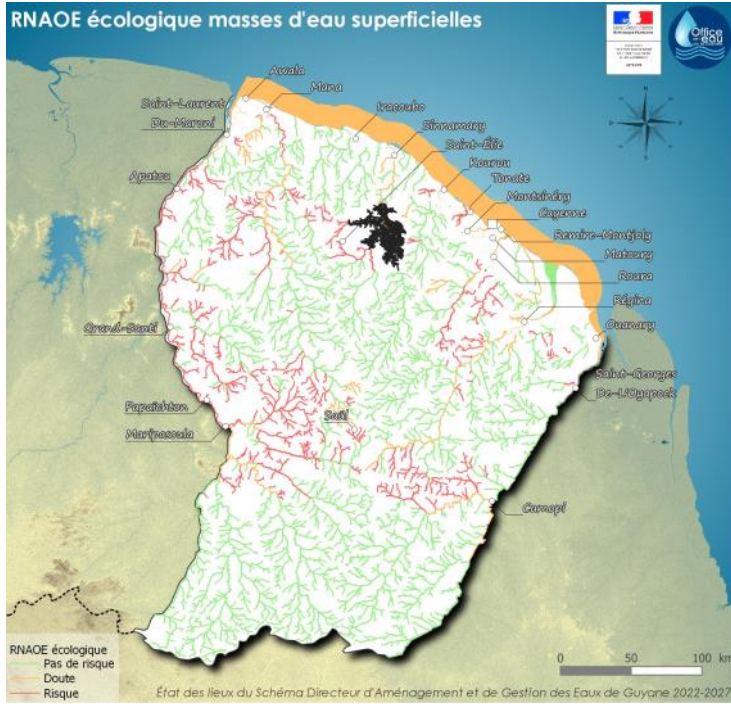 RNAOE écologique masses d'eau superficielles
Office
eau
Awala
Mana
Saint-Laurent
Du-Maroni
Iracoubo
Sinnamary
Saint-Élie
Kourou
Apatou
Tonate
Montsinéry
Cayenne
Remire-Montjoly
Matoury
Roura
Régina
Grand-Santi
Ouanary
Saint-Georges
De-L'Oyapock
Papaïchton
Saül
Maripasoula
Camopi
RNAOE écologique
Pas de risque
Doute
Risque
0 50 100 km
État des lieux du Schéma Directeur d'Aménagement et de Gestion des Eaux de Guyane 2022-2027